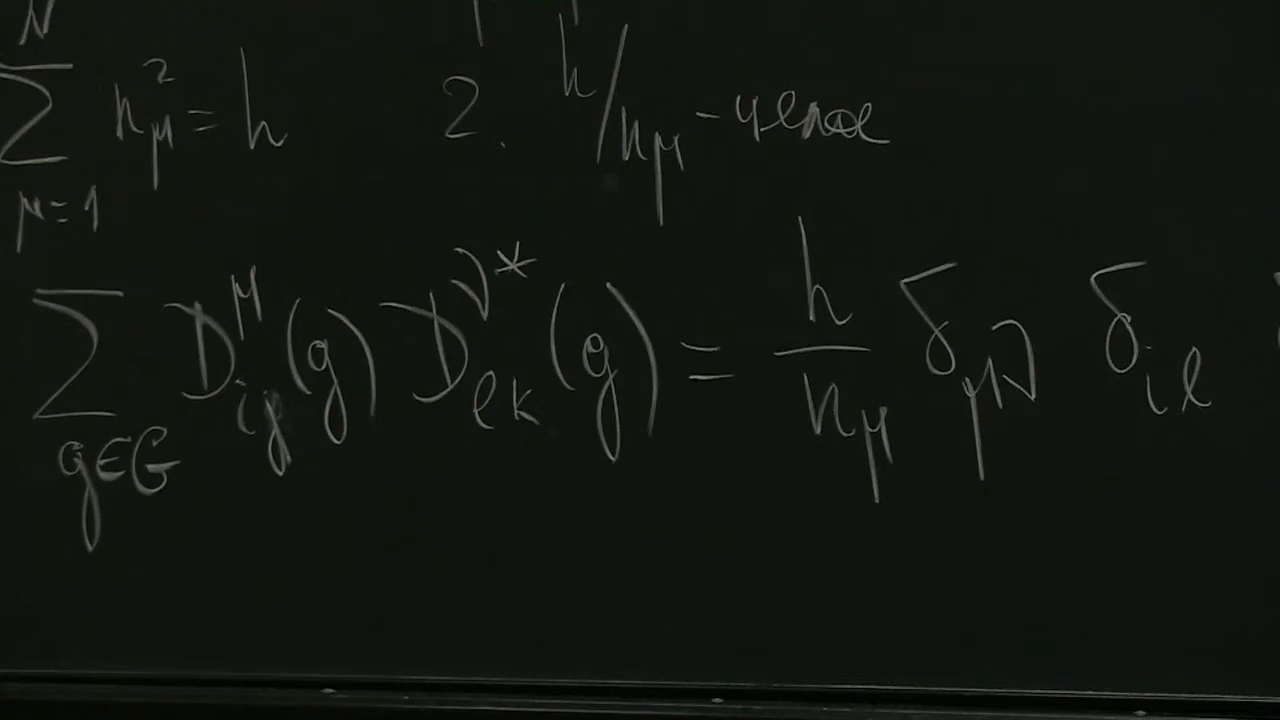 N
∑ n_μ² = h 2. h/n_μ - целое
μ=1
∑ D^μ_ij (g) D^ν*_lk (g) = h/n_μ δ_μν δ_il
g∈G